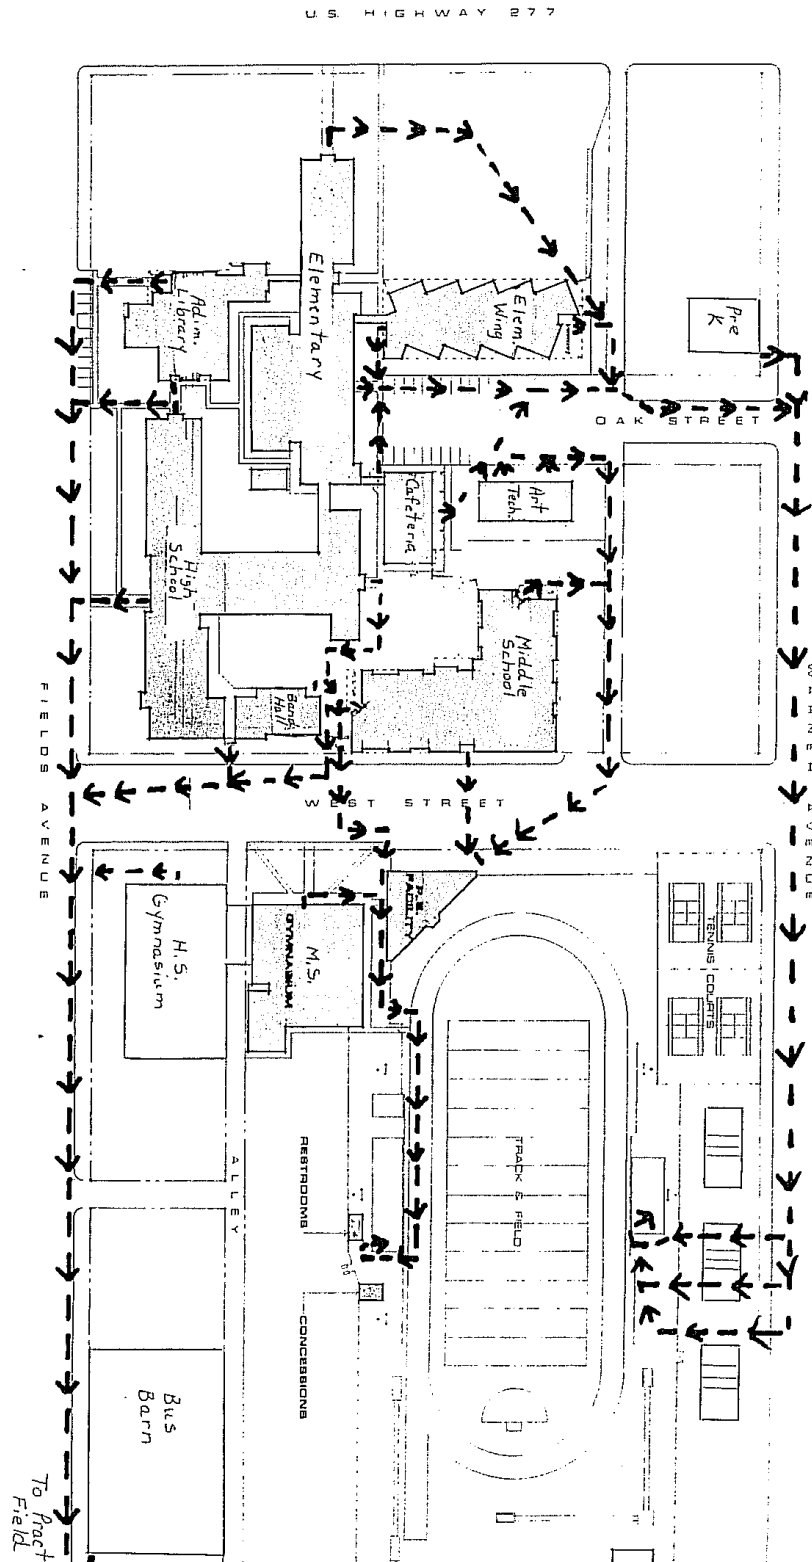 U.S. HIGHWAY 277
Elementary
Adm.
Library
Elem.
Wing
Pre
K
OAK STREET
Cafeteria
Art
Tech.
High
School
Middle
School
Band
Hall
FIELDS AVENUE
AVENUE
WEST STREET
P.E.
FACILITY
H.S.
Gymnasium
M.S.
GYMNASIUM
TENNIS COURTS
TRACK & FIELD
ALLEY
RESTROOMS
CONCESSIONS
Bus
Barn
To Pract
Field